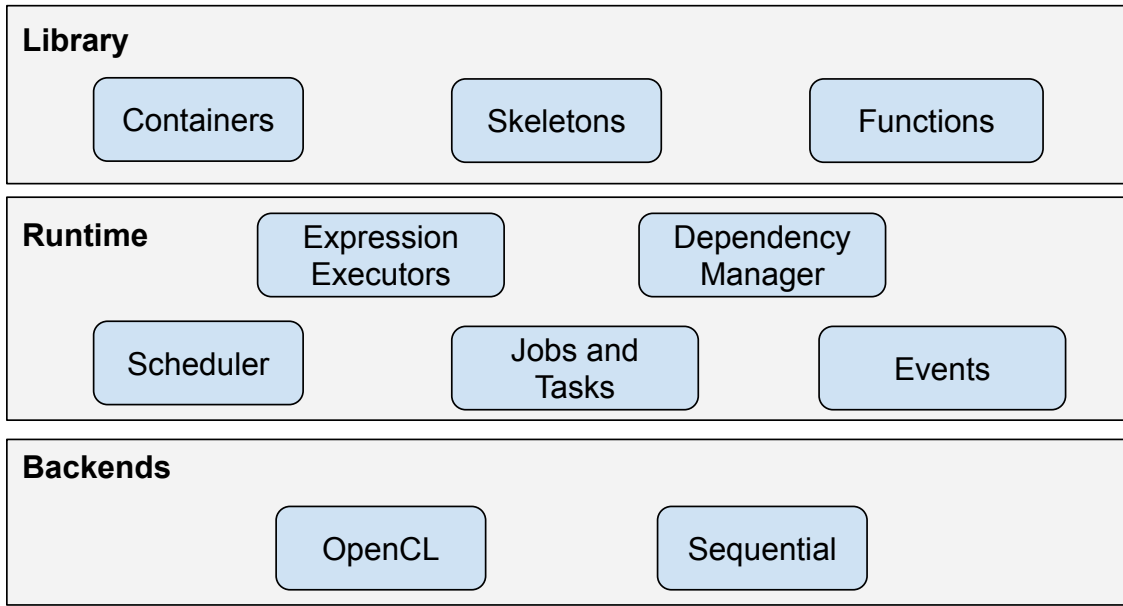 Library
Containers
Skeletons
Functions
Runtime
Expression
Executors
Dependency
Manager
Scheduler
Jobs and
Tasks
Events
Backends
OpenCL
Sequential